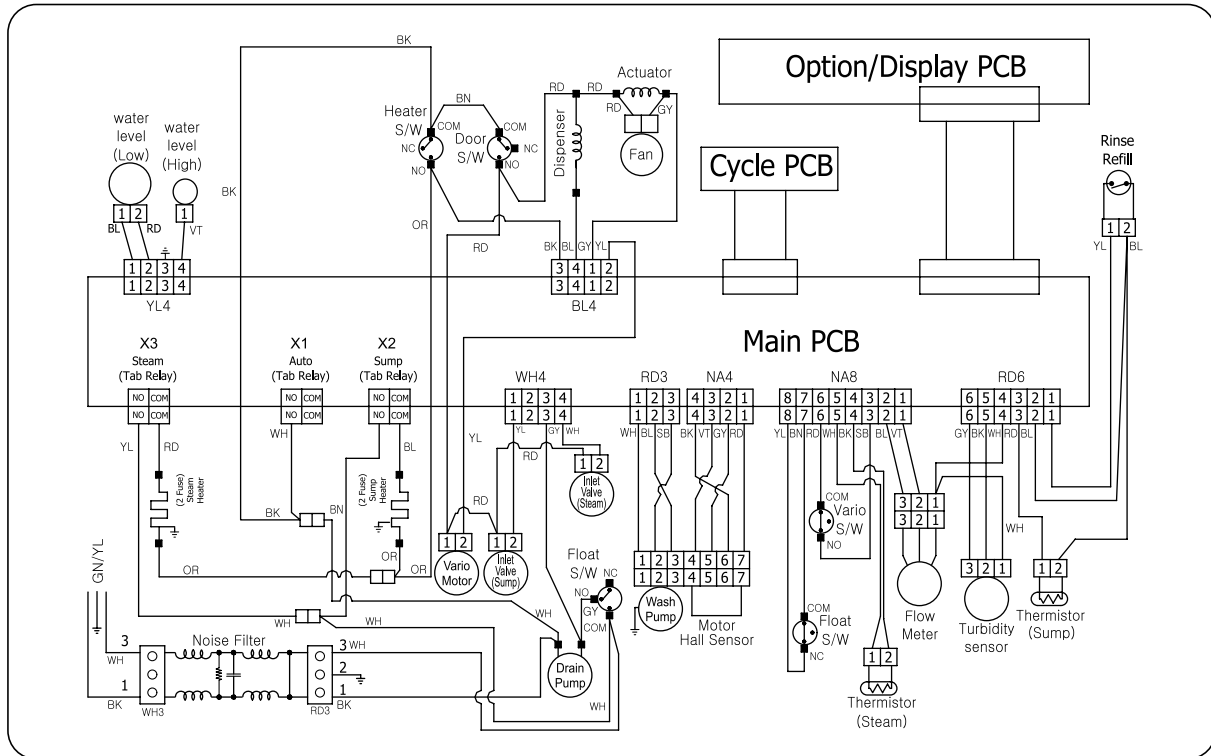 Option/Display PCB
BK
Actuator
RD
RD
RD
GY
BN
Heater
S/W
COM
NC
NO
Door
S/W
COM
NC
NO
Dispenser
Fan
Cycle PCB
Rinse
Refill
1 2
YL BL
water
level
(Low)
water
level
(High)
1 2
BL RD
1
VT
BK
OR
RD
BK BL GY YL
1 2 3 4
1 2 3 4
YL4
3 4 1 2
3 4 1 2
BL4
Main PCB
X3
Steam
(Tab Relay)
X1
Auto
(Tab Relay)
X2
Sump
(Tab Relay)
NO COM
NO COM
NO COM
NO COM
NO COM
NO COM
WH4
1 2 3 4
1 2 3 4
RD3
1 2 3
1 2 3
NA4
4 3 2 1
4 3 2 1
NA8
8 7 6 5 4 3 2 1
8 7 6 5 4 3 2 1
RD6
6 5 4 3 2 1
6 5 4 3 2 1
YL RD
WH
BL
YL
YL GY WH
RD
WH BL SB
BK VT GY RD
YL BN RD WH BK SB BL VT
GY BK WH RD BL
(2 Fuse) Steam
Heater
(2 Fuse) Sump
Heater
1 2
Inlet
Valve
(Steam)
BK
BN
RD
OR
OR
OR
1 2
Vario
Motor
1 2
Inlet
Valve
(Sump)
Float
S/W
NC
NO
GY
COM
1 2 3 4 5 6 7
1 2 3 4 5 6 7
Wash
Pump
Motor
Hall Sensor
COM
Vario
S/W
NO
COM
Float
S/W
NC
3 2 1
3 2 1
Flow
Meter
3 2 1
Turbidity
sensor
WH
1 2
Thermistor
(Sump)
1 2
Thermistor
(Steam)
GN/YL
WH
WH
WH
WH
Drain
Pump
Noise Filter
3
WH
1
BK
WH3
RD3
3 WH
2
1
BK